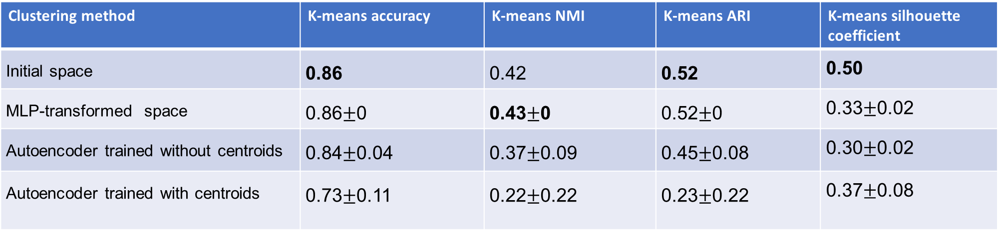 Clustering method K-means accuracy K-means NMI K-means ARI K-means silhouette
coefficient
Initial space 0.86 0.42 0.52 0.50
MLP-transformed space 0.86±0 0.43±0 0.52±0 0.33±0.02
Autoencoder trained without centroids 0.84±0.04 0.37±0.09 0.45±0.08 0.30±0.02
Autoencoder trained with centroids 0.73±0.11 0.22±0.22 0.23±0.22 0.37±0.08